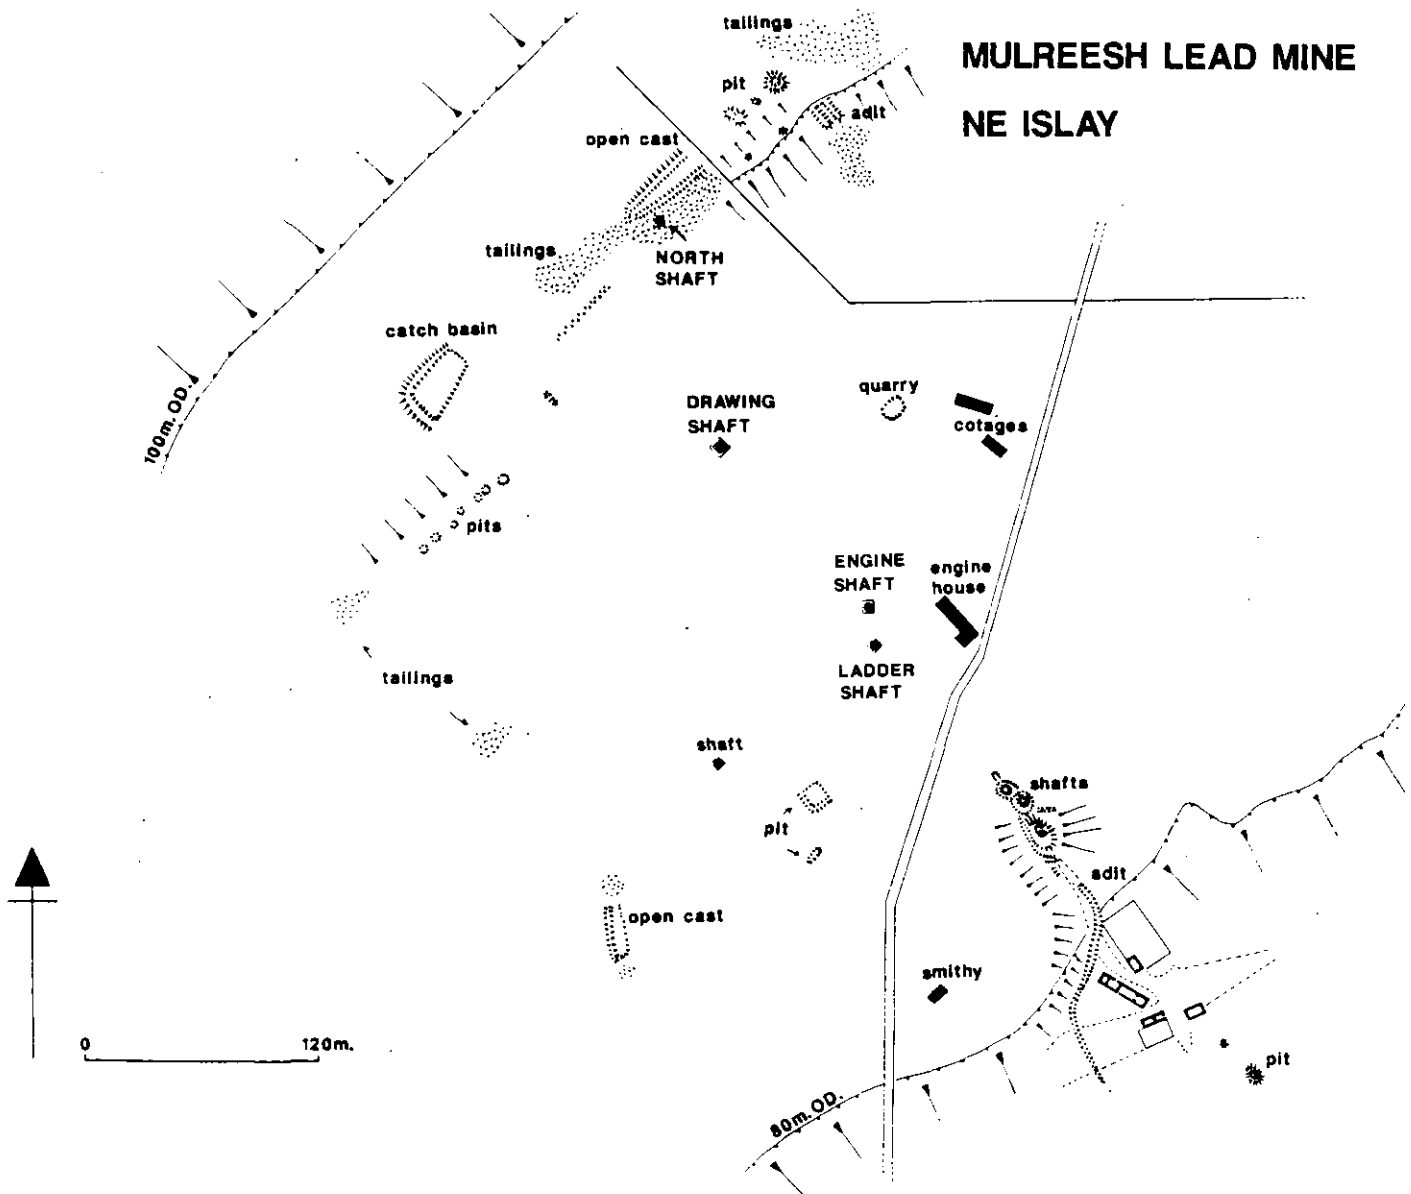 tailings
MULREESH LEAD MINE
NE ISLAY
pit
adit
open cast
tailings
NORTH
SHAFT
catch basin
100m. OD.
DRAWING
SHAFT
quarry
cotages
pits
ENGINE
SHAFT
engine
house
LADDER
SHAFT
tailings
shaft
shafts
pit
adit
open cast
smithy
0
120m.
pit
80m. OD.